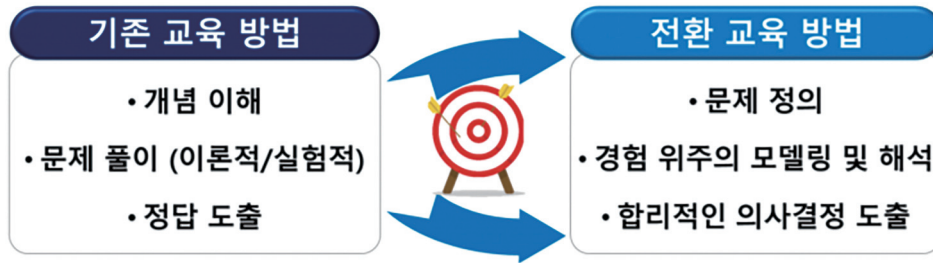 기존 교육 방법
• 개념 이해
• 문제 풀이 (이론적/실험적)
• 정답 도출
전환 교육 방법
• 문제 정의
• 경험 위주의 모델링 및 해석
• 합리적인 의사결정 도출